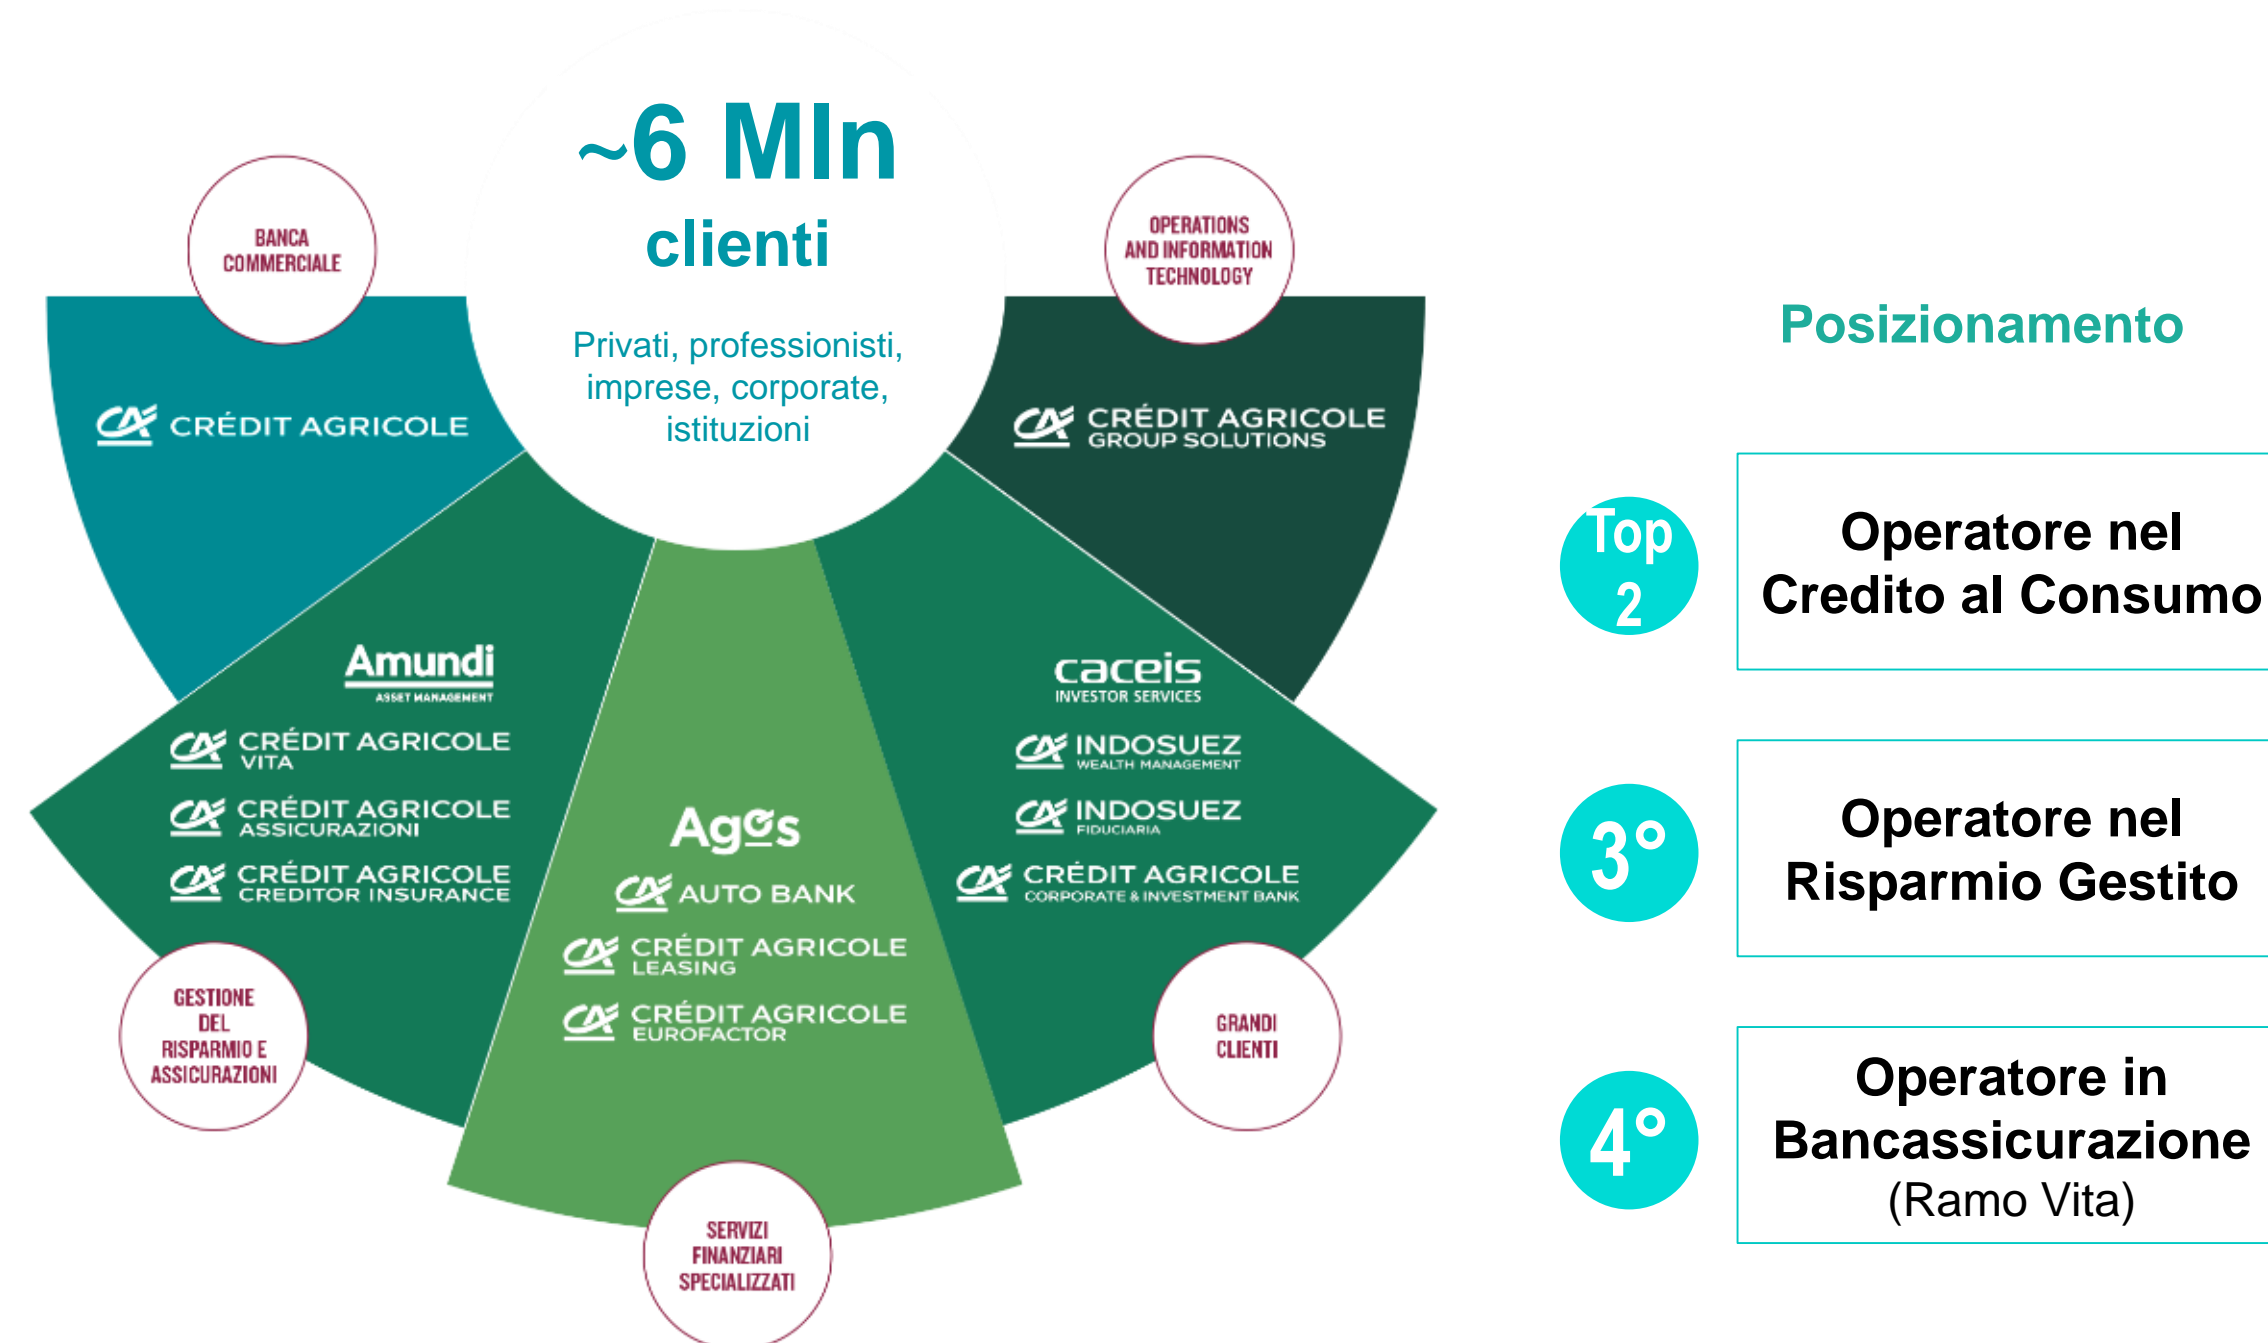 ~6 Mln
clienti
Privati, professionisti,
imprese, corporate,
istituzioni
BANCA
COMMERCIALE
CRÉDIT AGRICOLE
OPERATIONS
AND INFORMATION
TECHNOLOGY
CRÉDIT AGRICOLE
GROUP SOLUTIONS
Amundi
ASSET MANAGEMENT
CRÉDIT AGRICOLE
VITA
CRÉDIT AGRICOLE
ASSICURAZIONI
CRÉDIT AGRICOLE
CREDITOR INSURANCE
GESTIONE
DEL
RISPARMIO E
ASSICURAZIONI
Agos
AUTO BANK
CRÉDIT AGRICOLE
LEASING
CRÉDIT AGRICOLE
EUROFACTOR
SERVIZI
FINANZIARI
SPECIALIZZATI
caceis
INVESTOR SERVICES
INDOSUEZ
WEALTH MANAGEMENT
INDOSUEZ
FIDUCIARIA
CRÉDIT AGRICOLE
CORPORATE & INVESTMENT BANK
GRANDI
CLIENTI
Posizionamento
Top
2
Operatore nel
Credito al Consumo
3°
Operatore nel
Risparmio Gestito
4°
Operatore in
Bancassicurazione
(Ramo Vita)